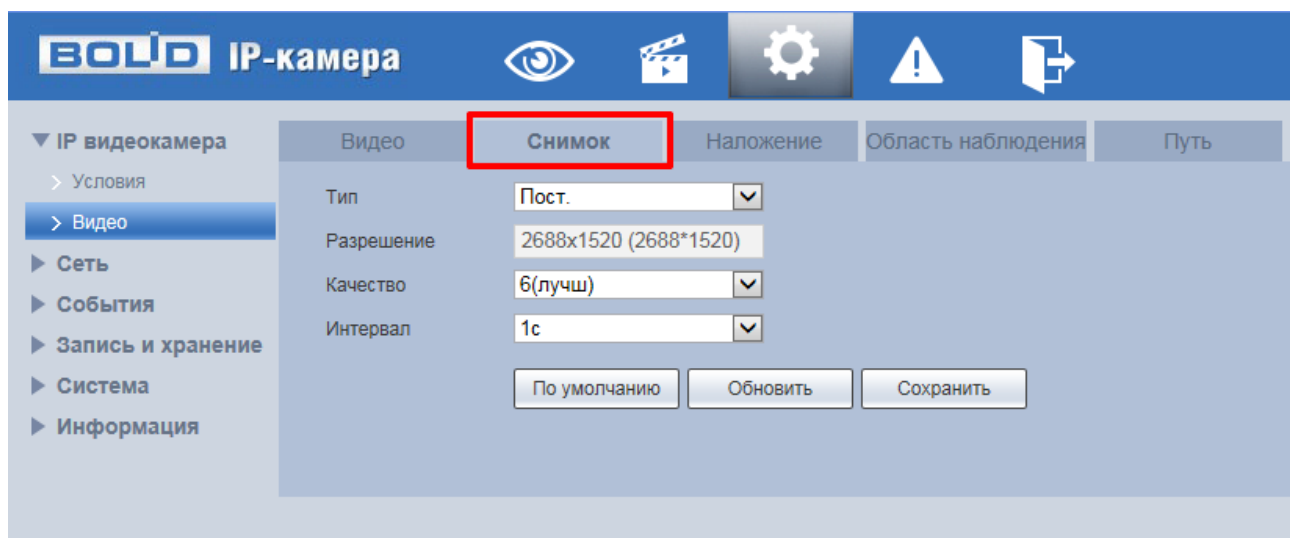 BOLID IP-камера
IP видеокамера
Условия
Видео
Сеть
События
Запись и хранение
Система
Информация
Видео Снимок Наложение Область наблюдения Путь
Тип Пост.
Разрешение 2688x1520 (2688*1520)
Качество 6(лучш)
Интервал 1с
По умолчанию Обновить Сохранить